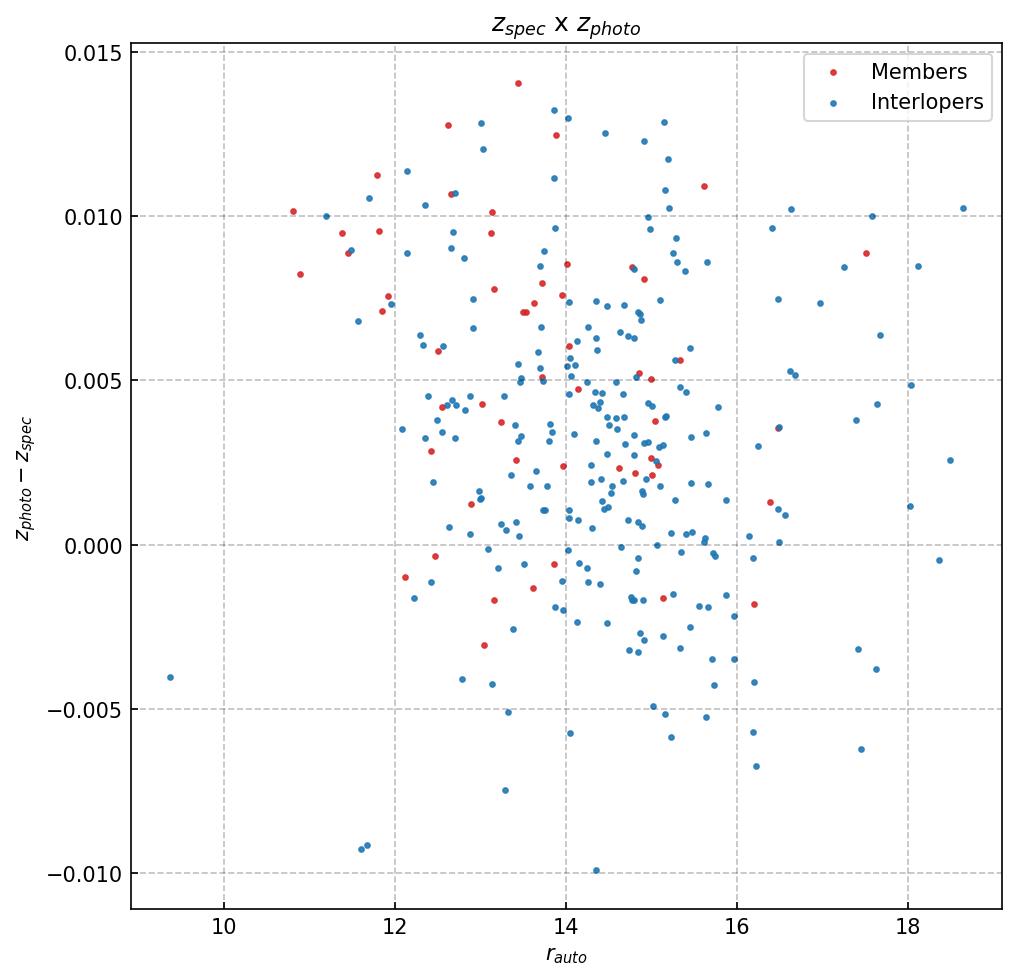 z_spec x z_photo
0.015
0.010
0.005
0.000
−0.005
−0.010
z_photo − z_spec
Members
Interlopers
10 12 14 16 18
r_auto